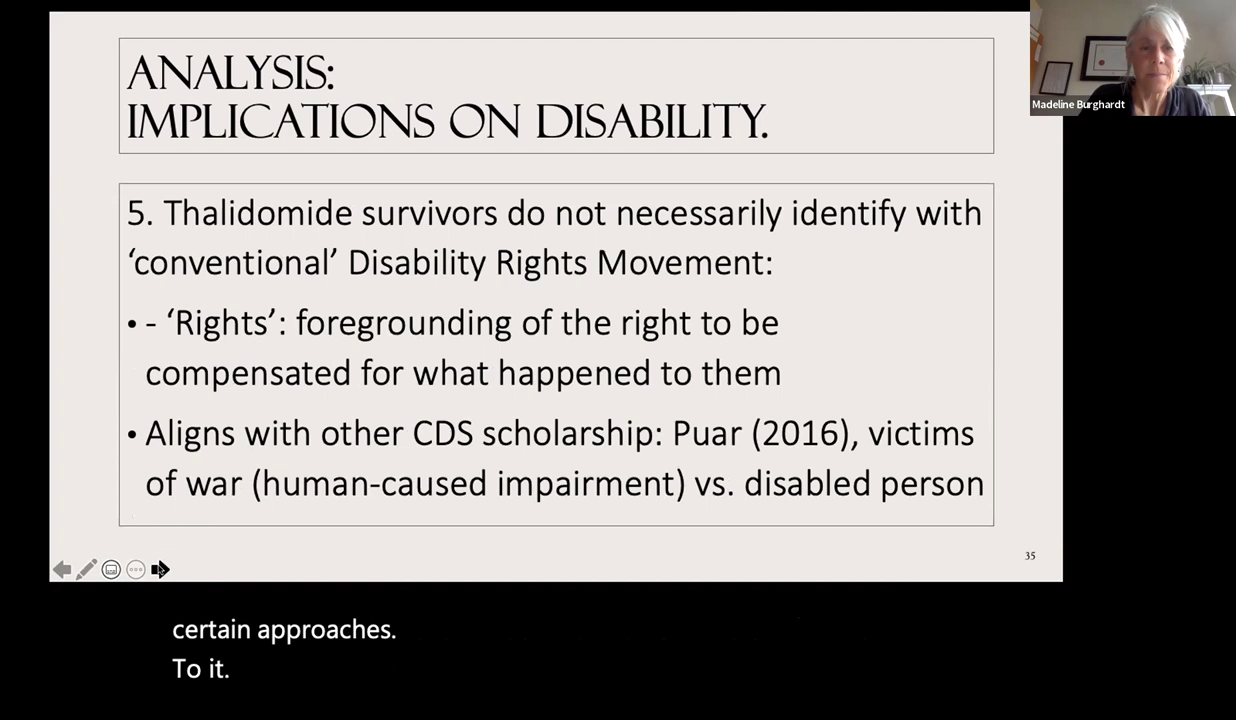 ANALYSIS:
IMPLICATIONS ON DISABILITY.
5. Thalidomide survivors do not necessarily identify with
‘conventional’ Disability Rights Movement:
• - ‘Rights’: foregrounding of the right to be
compensated for what happened to them
• Aligns with other CDS scholarship: Puar (2016), victims
of war (human-caused impairment) vs. disabled person
35
Madeline Burghardt
certain approaches.
To it.